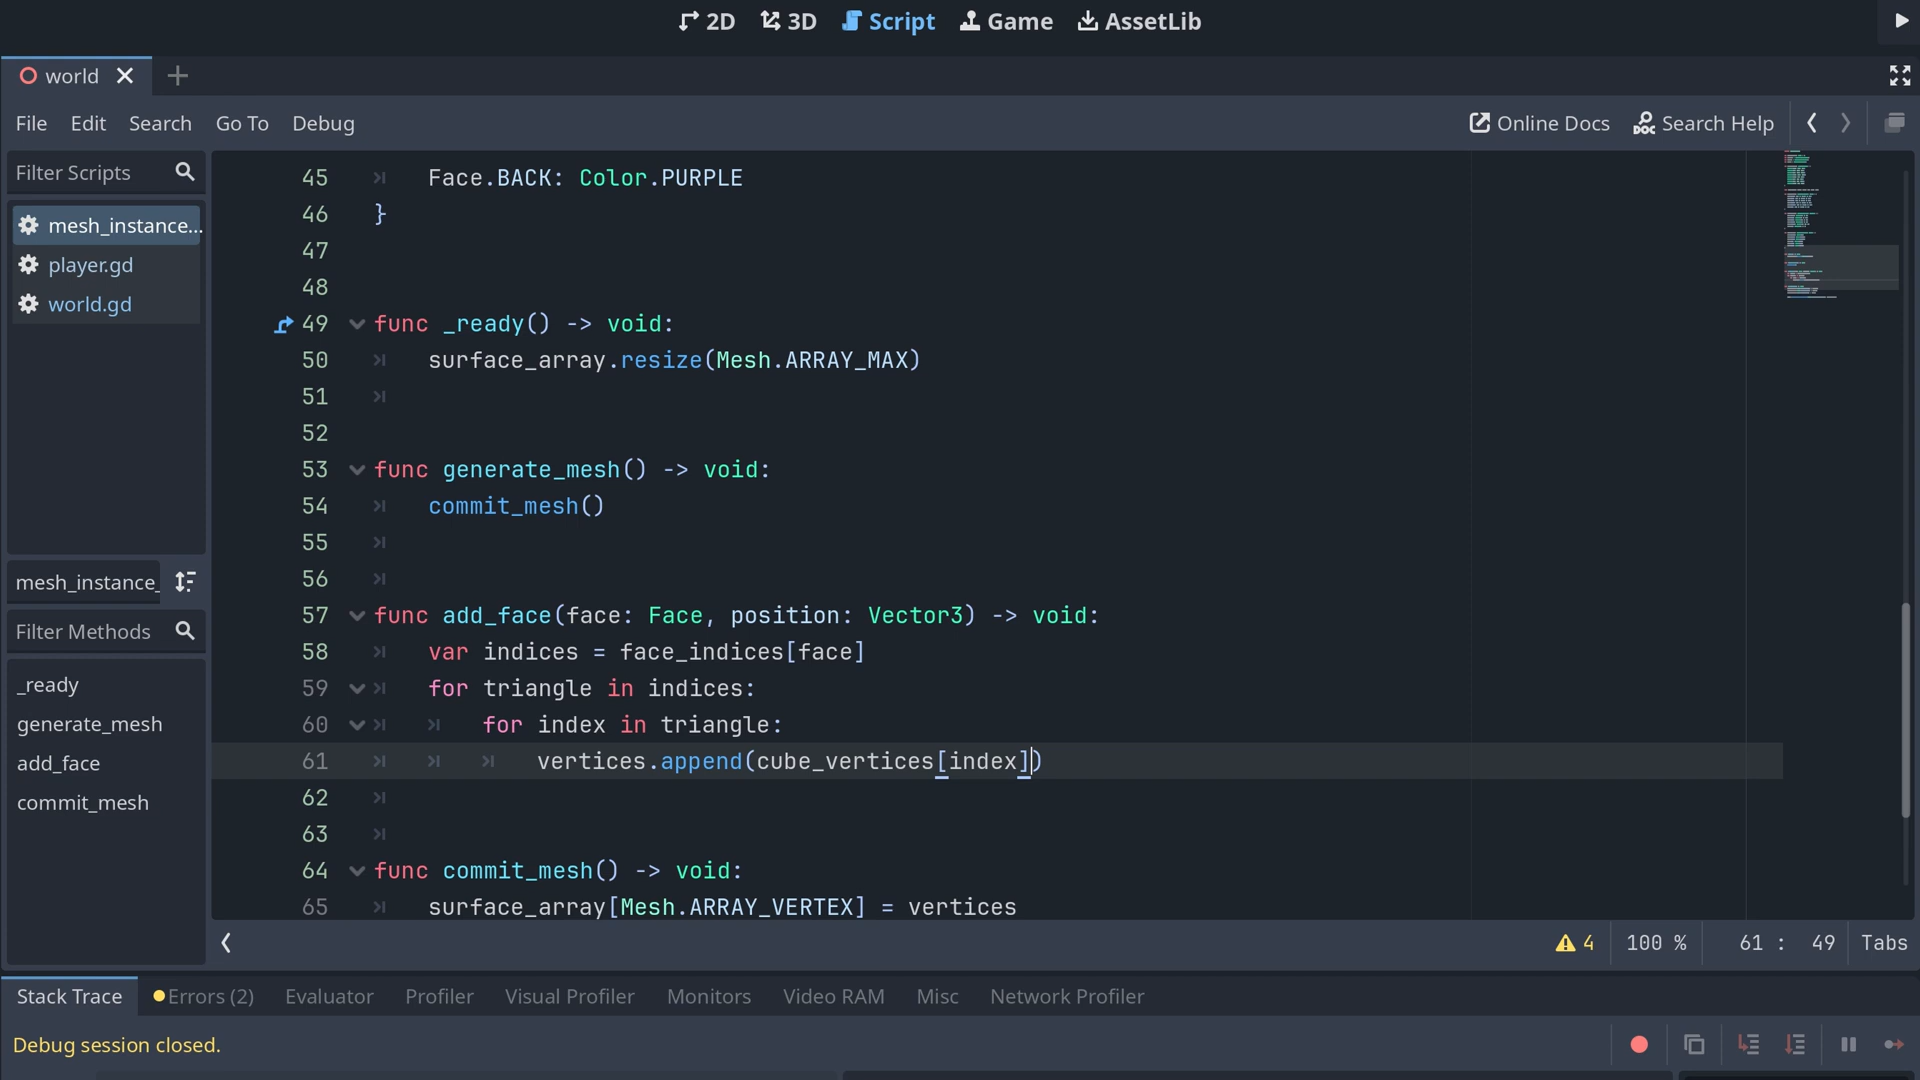 2D 3D Script Game AssetLib
world
File Edit Search Go To Debug Online Docs Search Help
Filter Scripts
mesh_instance...
player.gd
world.gd
mesh_instance_
Filter Methods
_ready
generate_mesh
add_face
commit_mesh
45 Face.BACK: Color.PURPLE
46 }
47
48
49 func _ready() -> void:
50 surface_array.resize(Mesh.ARRAY_MAX)
51
52
53 func generate_mesh() -> void:
54 commit_mesh()
55
56
57 func add_face(face: Face, position: Vector3) -> void:
58 var indices = face_indices[face]
59 for triangle in indices:
60 for index in triangle:
61 vertices.append(cube_vertices[index])
62
63
64 func commit_mesh() -> void:
65 surface_array[Mesh.ARRAY_VERTEX] = vertices
4 100 % 61 : 49 Tabs
Stack Trace Errors (2) Evaluator Profiler Visual Profiler Monitors Video RAM Misc Network Profiler
Debug session closed.